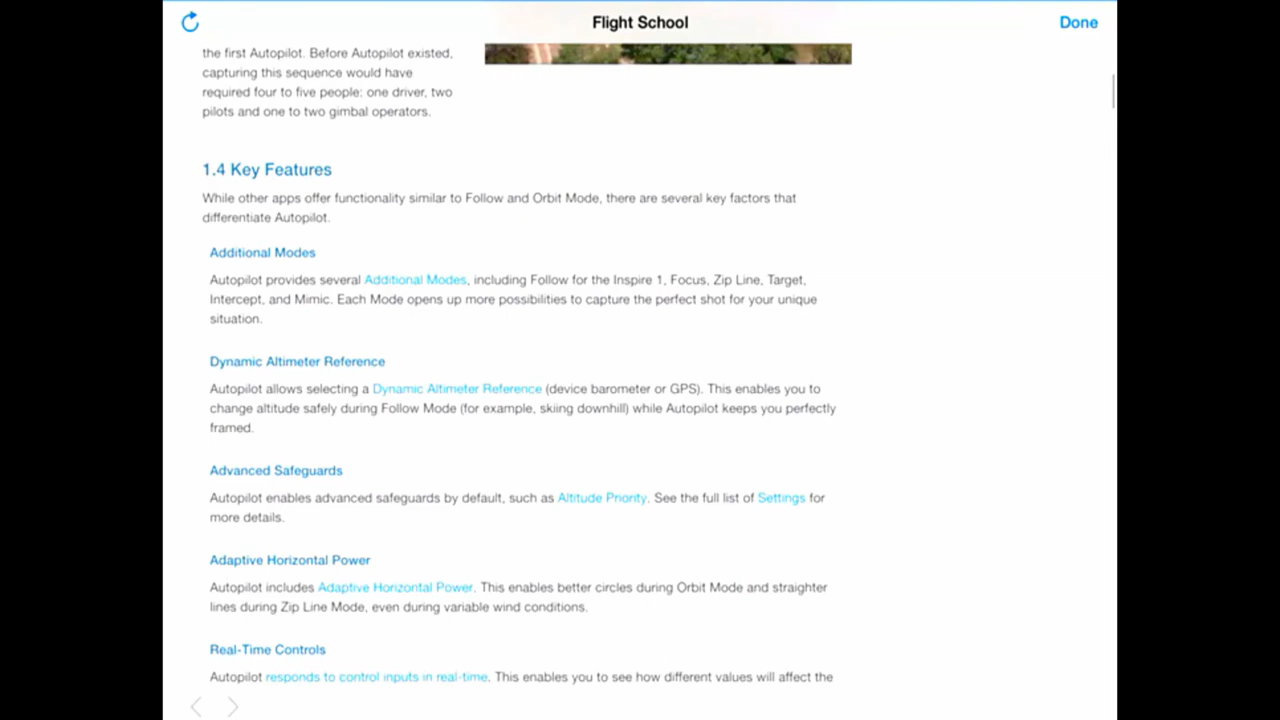 Flight School
Done
the first Autopilot. Before Autopilot existed,
capturing this sequence would have
required four to five people: one driver, two
pilots and one to two gimbal operators.
1.4 Key Features
While other apps offer functionality similar to Follow and Orbit Mode, there are several key factors that
differentiate Autopilot.
Additional Modes
Autopilot provides several Additional Modes, including Follow for the Inspire 1, Focus, Zip Line, Target,
Intercept, and Mimic. Each Mode opens up more possibilities to capture the perfect shot for your unique
situation.
Dynamic Altimeter Reference
Autopilot allows selecting a Dynamic Altimeter Reference (device barometer or GPS). This enables you to
change altitude safely during Follow Mode (for example, skiing downhill) while Autopilot keeps you perfectly
framed.
Advanced Safeguards
Autopilot enables advanced safeguards by default, such as Altitude Priority. See the full list of Settings for
more details.
Adaptive Horizontal Power
Autopilot includes Adaptive Horizontal Power. This enables better circles during Orbit Mode and straighter
lines during Zip Line Mode, even during variable wind conditions.
Real-Time Controls
Autopilot responds to control inputs in real-time. This enables you to see how different values will affect the